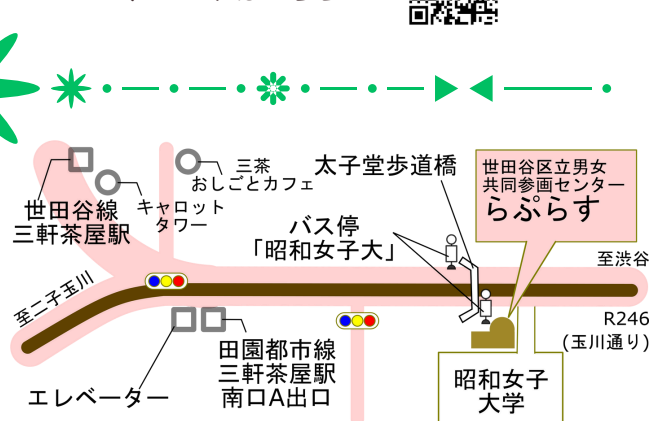 三茶
おしごとカフェ
太子堂歩道橋
世田谷区立男女
共同参画センター
らぷらす
世田谷線
三軒茶屋駅
キャロット
タワー
バス停
「昭和女子大」
至渋谷
至二子玉川
R246
(玉川通り)
田園都市線
三軒茶屋駅
南口A出口
エレベーター
昭和女子
大学